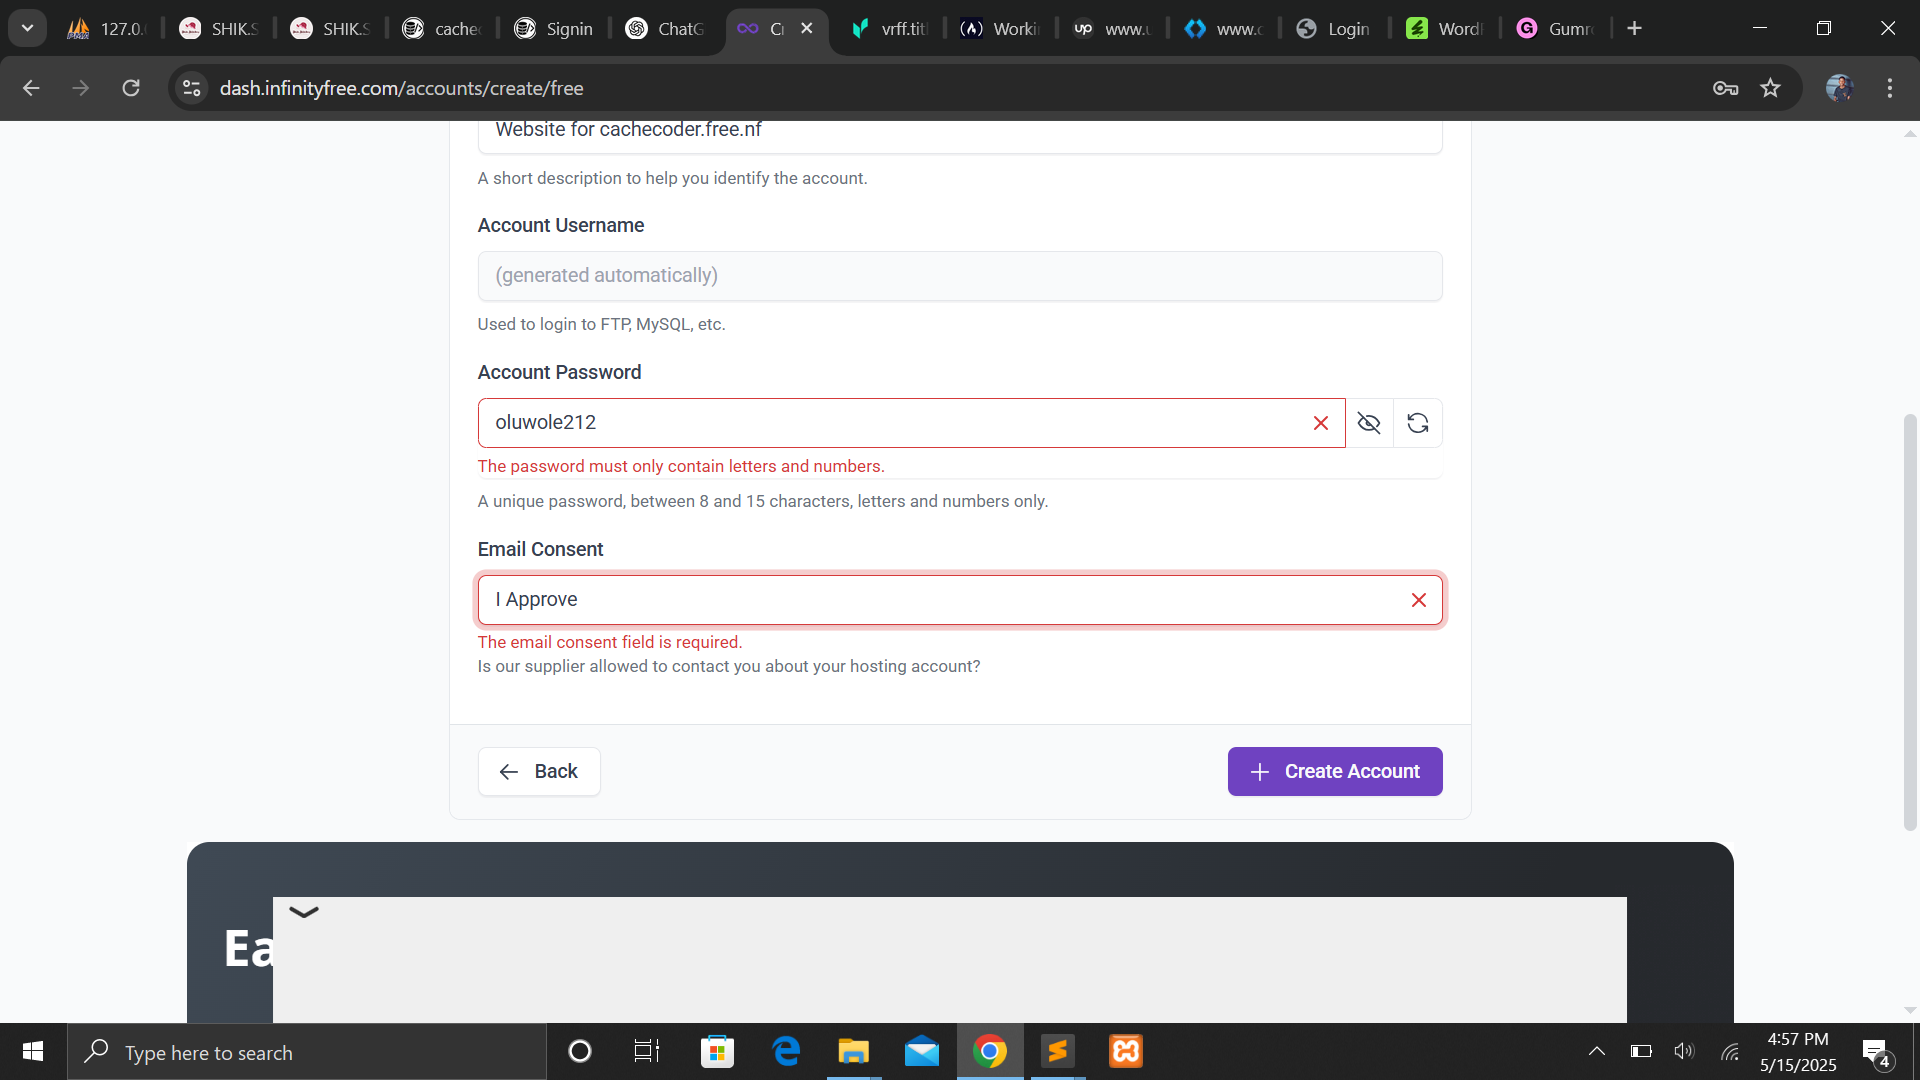 127.0.
SHIK.S
SHIK.S
cache
Signin
ChatG
vrff.tit
Workin
www.u
www.c
Login
WordP
Gumro
dash.infinityfree.com/accounts/create/free
Website for cachecoder.free.nf
A short description to help you identify the account.
Account Username
(generated automatically)
Used to login to FTP, MySQL, etc.
Account Password
oluwole212
The password must only contain letters and numbers.
A unique password, between 8 and 15 characters, letters and numbers only.
Email Consent
I Approve
The email consent field is required.
Is our supplier allowed to contact you about your hosting account?
Back
Create Account
Ea
Type here to search
4:57 PM
5/15/2025
4